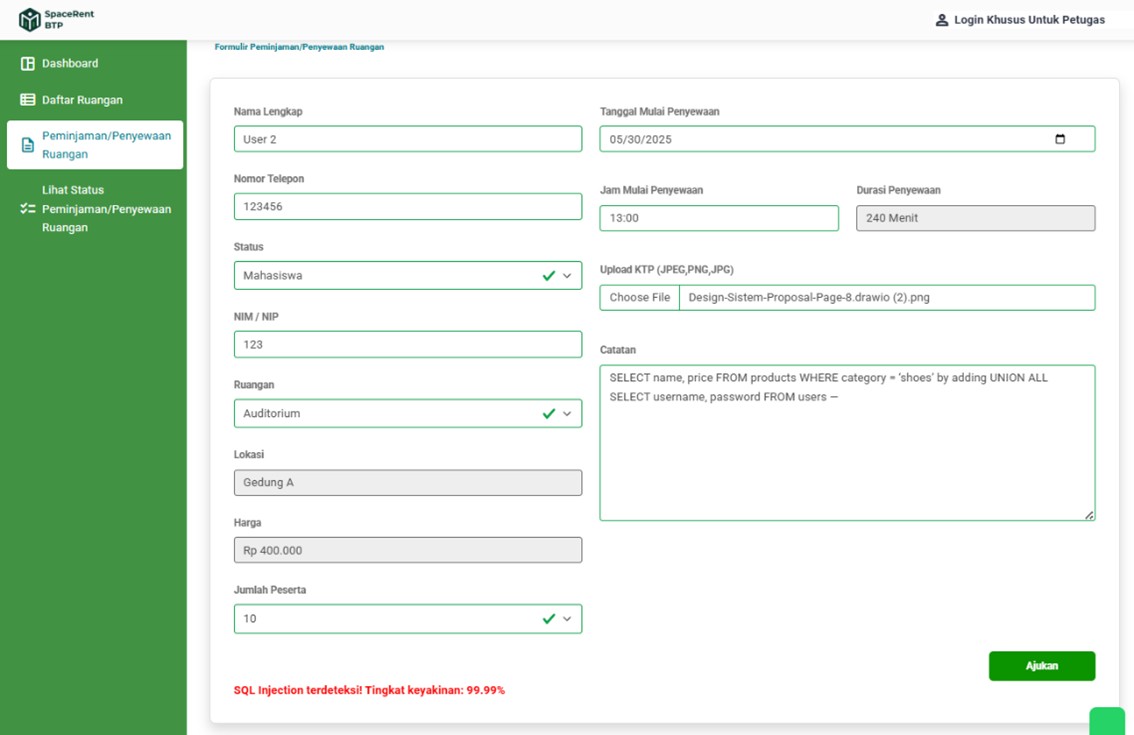 SpaceRent
BTP
Login Khusus Untuk Petugas
Dashboard
Daftar Ruangan
Peminjaman/Penyewaan
Ruangan
Lihat Status
Peminjaman/Penyewaan
Ruangan
Formulir Peminjaman/Penyewaan Ruangan
Nama Lengkap
User 2
Nomor Telepon
123456
Status
Mahasiswa
NIM / NIP
123
Ruangan
Auditorium
Lokasi
Gedung A
Harga
Rp 400.000
Jumlah Peserta
10
Tanggal Mulai Penyewaan
05/30/2025
Jam Mulai Penyewaan
13:00
Durasi Penyewaan
240 Menit
Upload KTP (JPEG,PNG,JPG)
Choose File Design-Sistem-Proposal-Page-8.drawio (2).png
Catatan
SELECT name, price FROM products WHERE category = ‘shoes’ by adding UNION ALL
SELECT username, password FROM users —
Ajukan
SQL Injection terdeteksi! Tingkat keyakinan: 99.99%